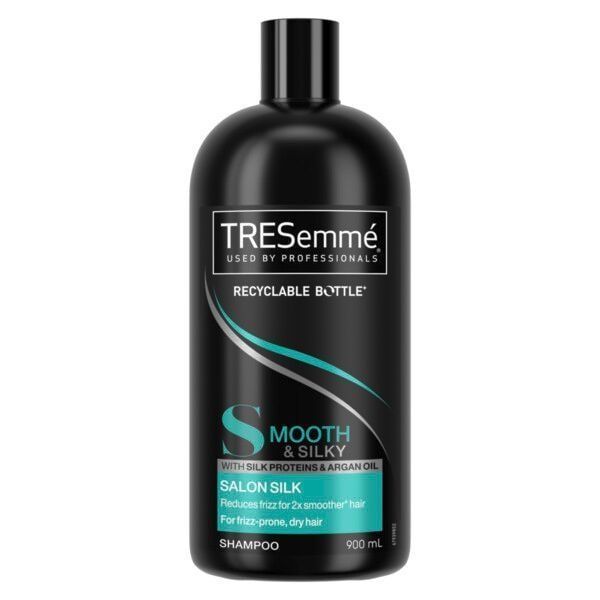 TRESemmé®
USED BY PROFESSIONALS
RECYCLABLE BOTTLE*
SMOOTH
& SILKY
WITH SILK PROTEINS & ARGAN OIL
SALON SILK
Reduces frizz for 2x smoother* hair
For frizz-prone, dry hair
SHAMPOO 900 mL